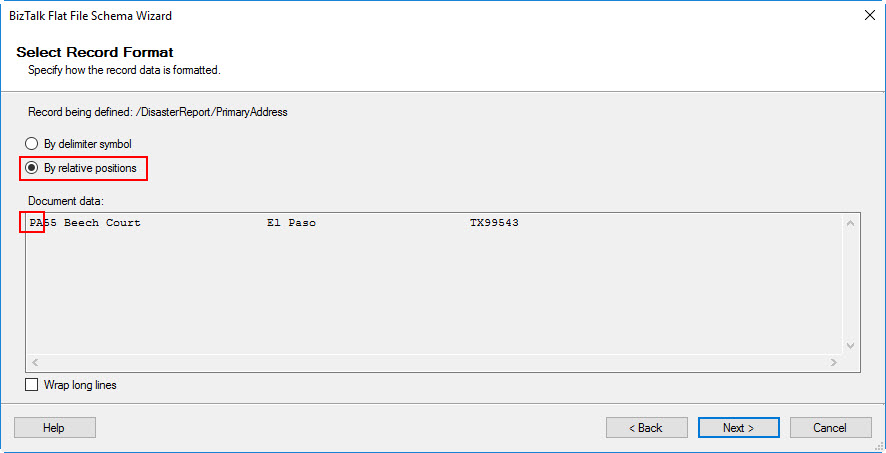 BizTalk Flat File Schema Wizard
Select Record Format
Specify how the record data is formatted.
Record being defined: /DisasterReport/PrimaryAddress
By delimiter symbol
By relative positions
Document data:
PA55 Beech Court                  El Paso                      TX99543
Wrap long lines
Help
< Back
Next >
Cancel